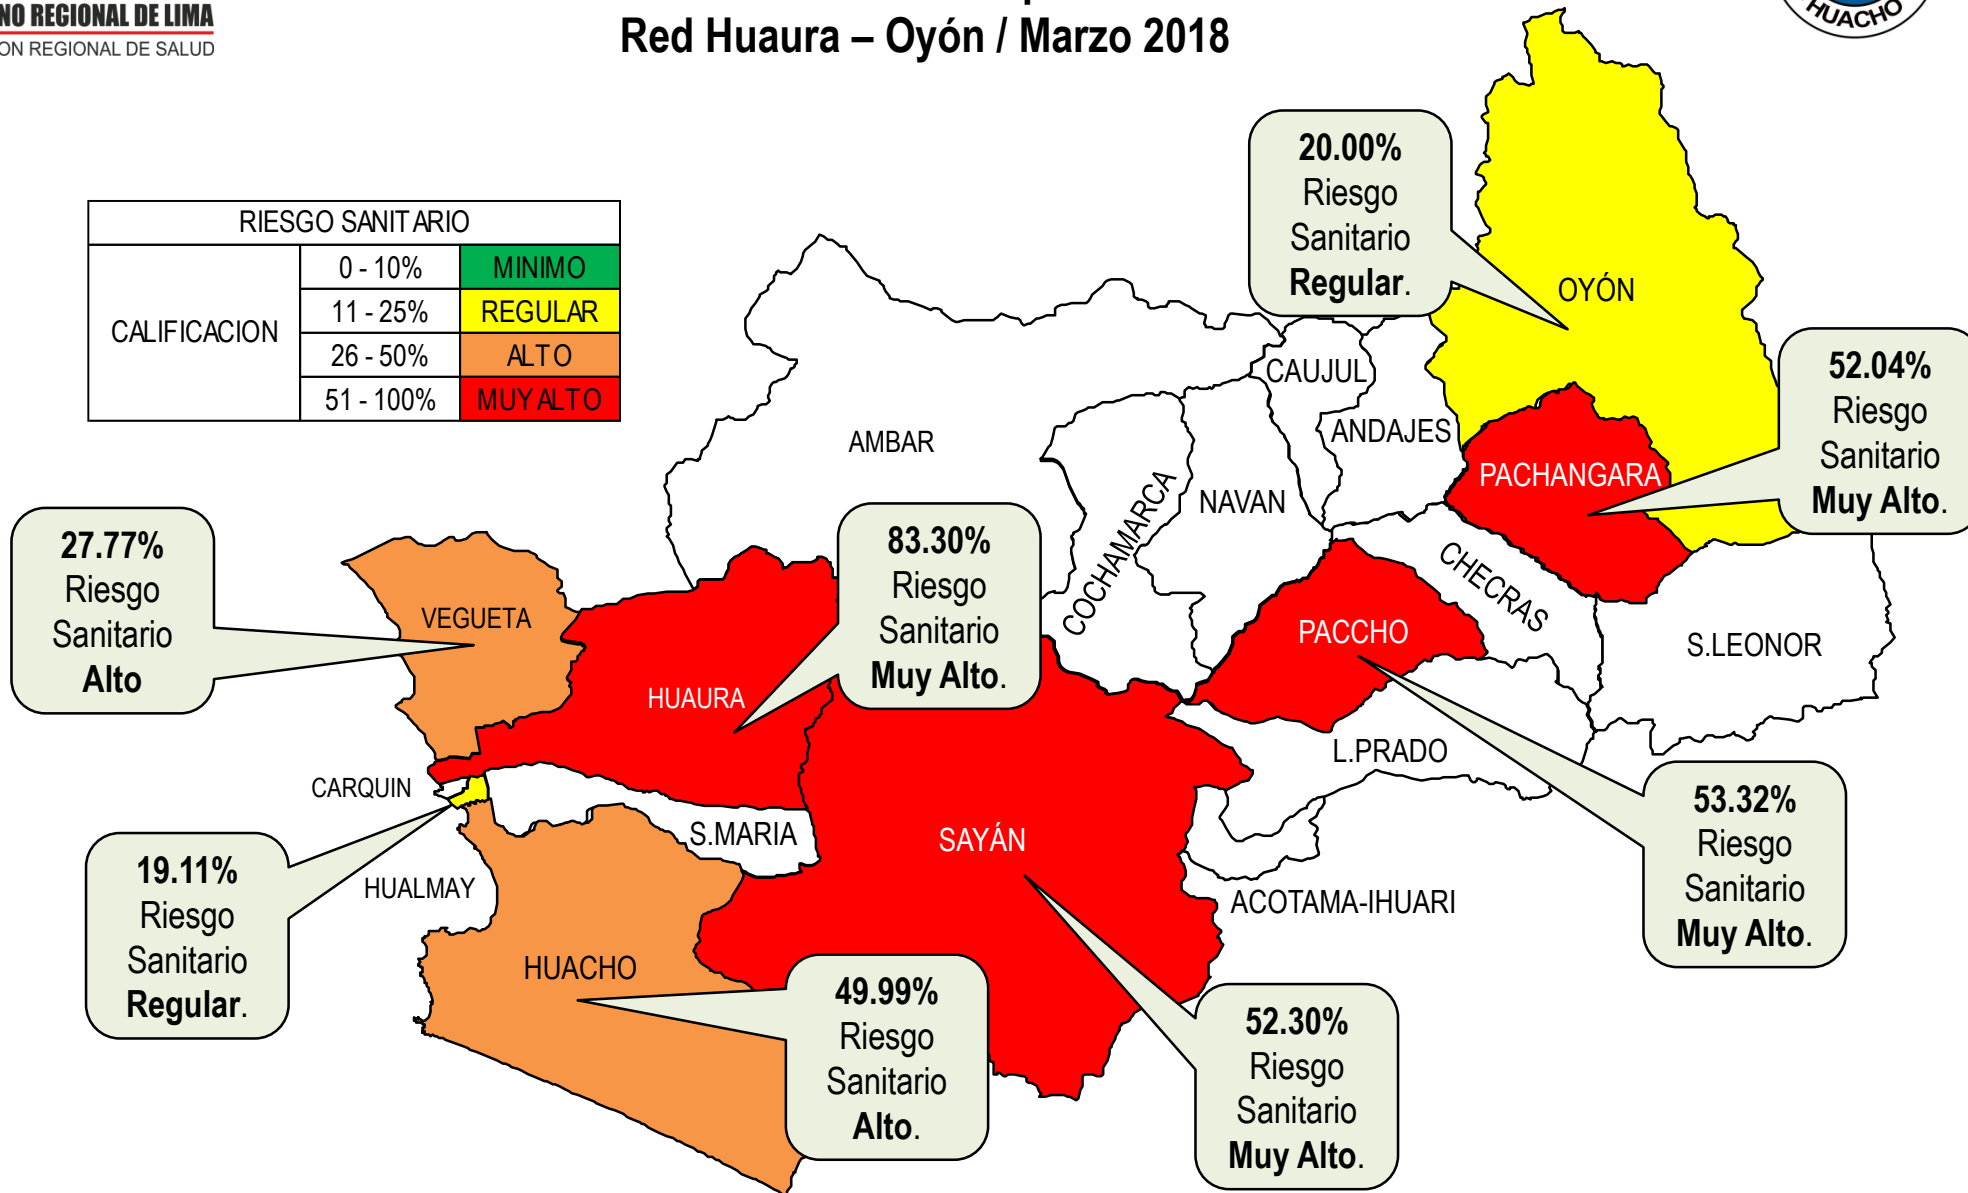 NO REGIONAL DE LIMA
ON REGIONAL DE SALUD
Red Huaura – Oyón / Marzo 2018
HUACHO
RIESGO SANITARIO
CALIFICACION
0 - 10% MINIMO
11 - 25% REGULAR
26 - 50% ALTO
51 - 100% MUY ALTO
20.00%
Riesgo
Sanitario
Regular.
OYÓN
52.04%
Riesgo
Sanitario
Muy Alto.
CAUJUL
ANDAJES
AMBAR
PACHANGARA
NAVAN
COCHAMARCA
CHECRAS
27.77%
Riesgo
Sanitario
Alto
VEGUETA
83.30%
Riesgo
Sanitario
Muy Alto.
PACCHO
S.LEONOR
HUAURA
L.PRADO
CARQUIN
S.MARIA
SAYÁN
53.32%
Riesgo
Sanitario
Muy Alto.
19.11%
Riesgo
Sanitario
Regular.
HUALMAY
ACOTAMA-IHUARI
HUACHO
49.99%
Riesgo
Sanitario
Alto.
52.30%
Riesgo
Sanitario
Muy Alto.